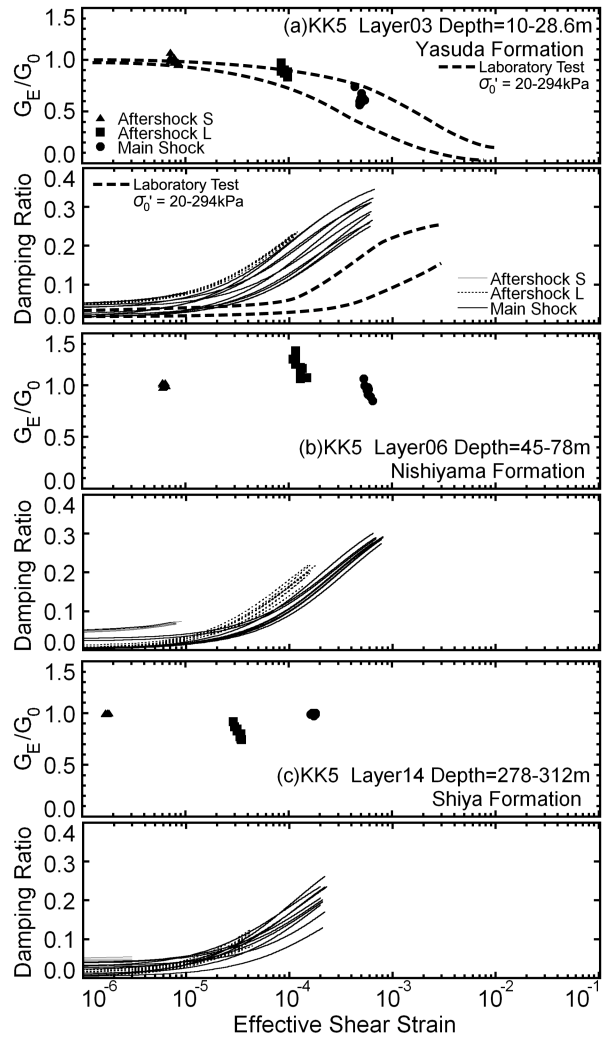 1.5
1.0
0.5
0.0
G_E/G_0
(a)KK5 Layer03 Depth=10-28.6m
Yasuda Formation
Laboratory Test
σ_0' = 20-294kPa
Aftershock S
Aftershock L
Main Shock
0.4
0.3
0.2
0.1
0.0
Damping Ratio
Laboratory Test
σ_0' = 20-294kPa
Aftershock S
Aftershock L
Main Shock
1.5
1.0
0.5
0.0
G_E/G_0
(b)KK5 Layer06 Depth=45-78m
Nishiyama Formation
0.4
0.3
0.2
0.1
0.0
Damping Ratio
1.5
1.0
0.5
0.0
G_E/G_0
(c)KK5 Layer14 Depth=278-312m
Shiya Formation
0.4
0.3
0.2
0.1
0.0
Damping Ratio
10^-6 10^-5 10^-4 10^-3 10^-2 10^-1
Effective Shear Strain